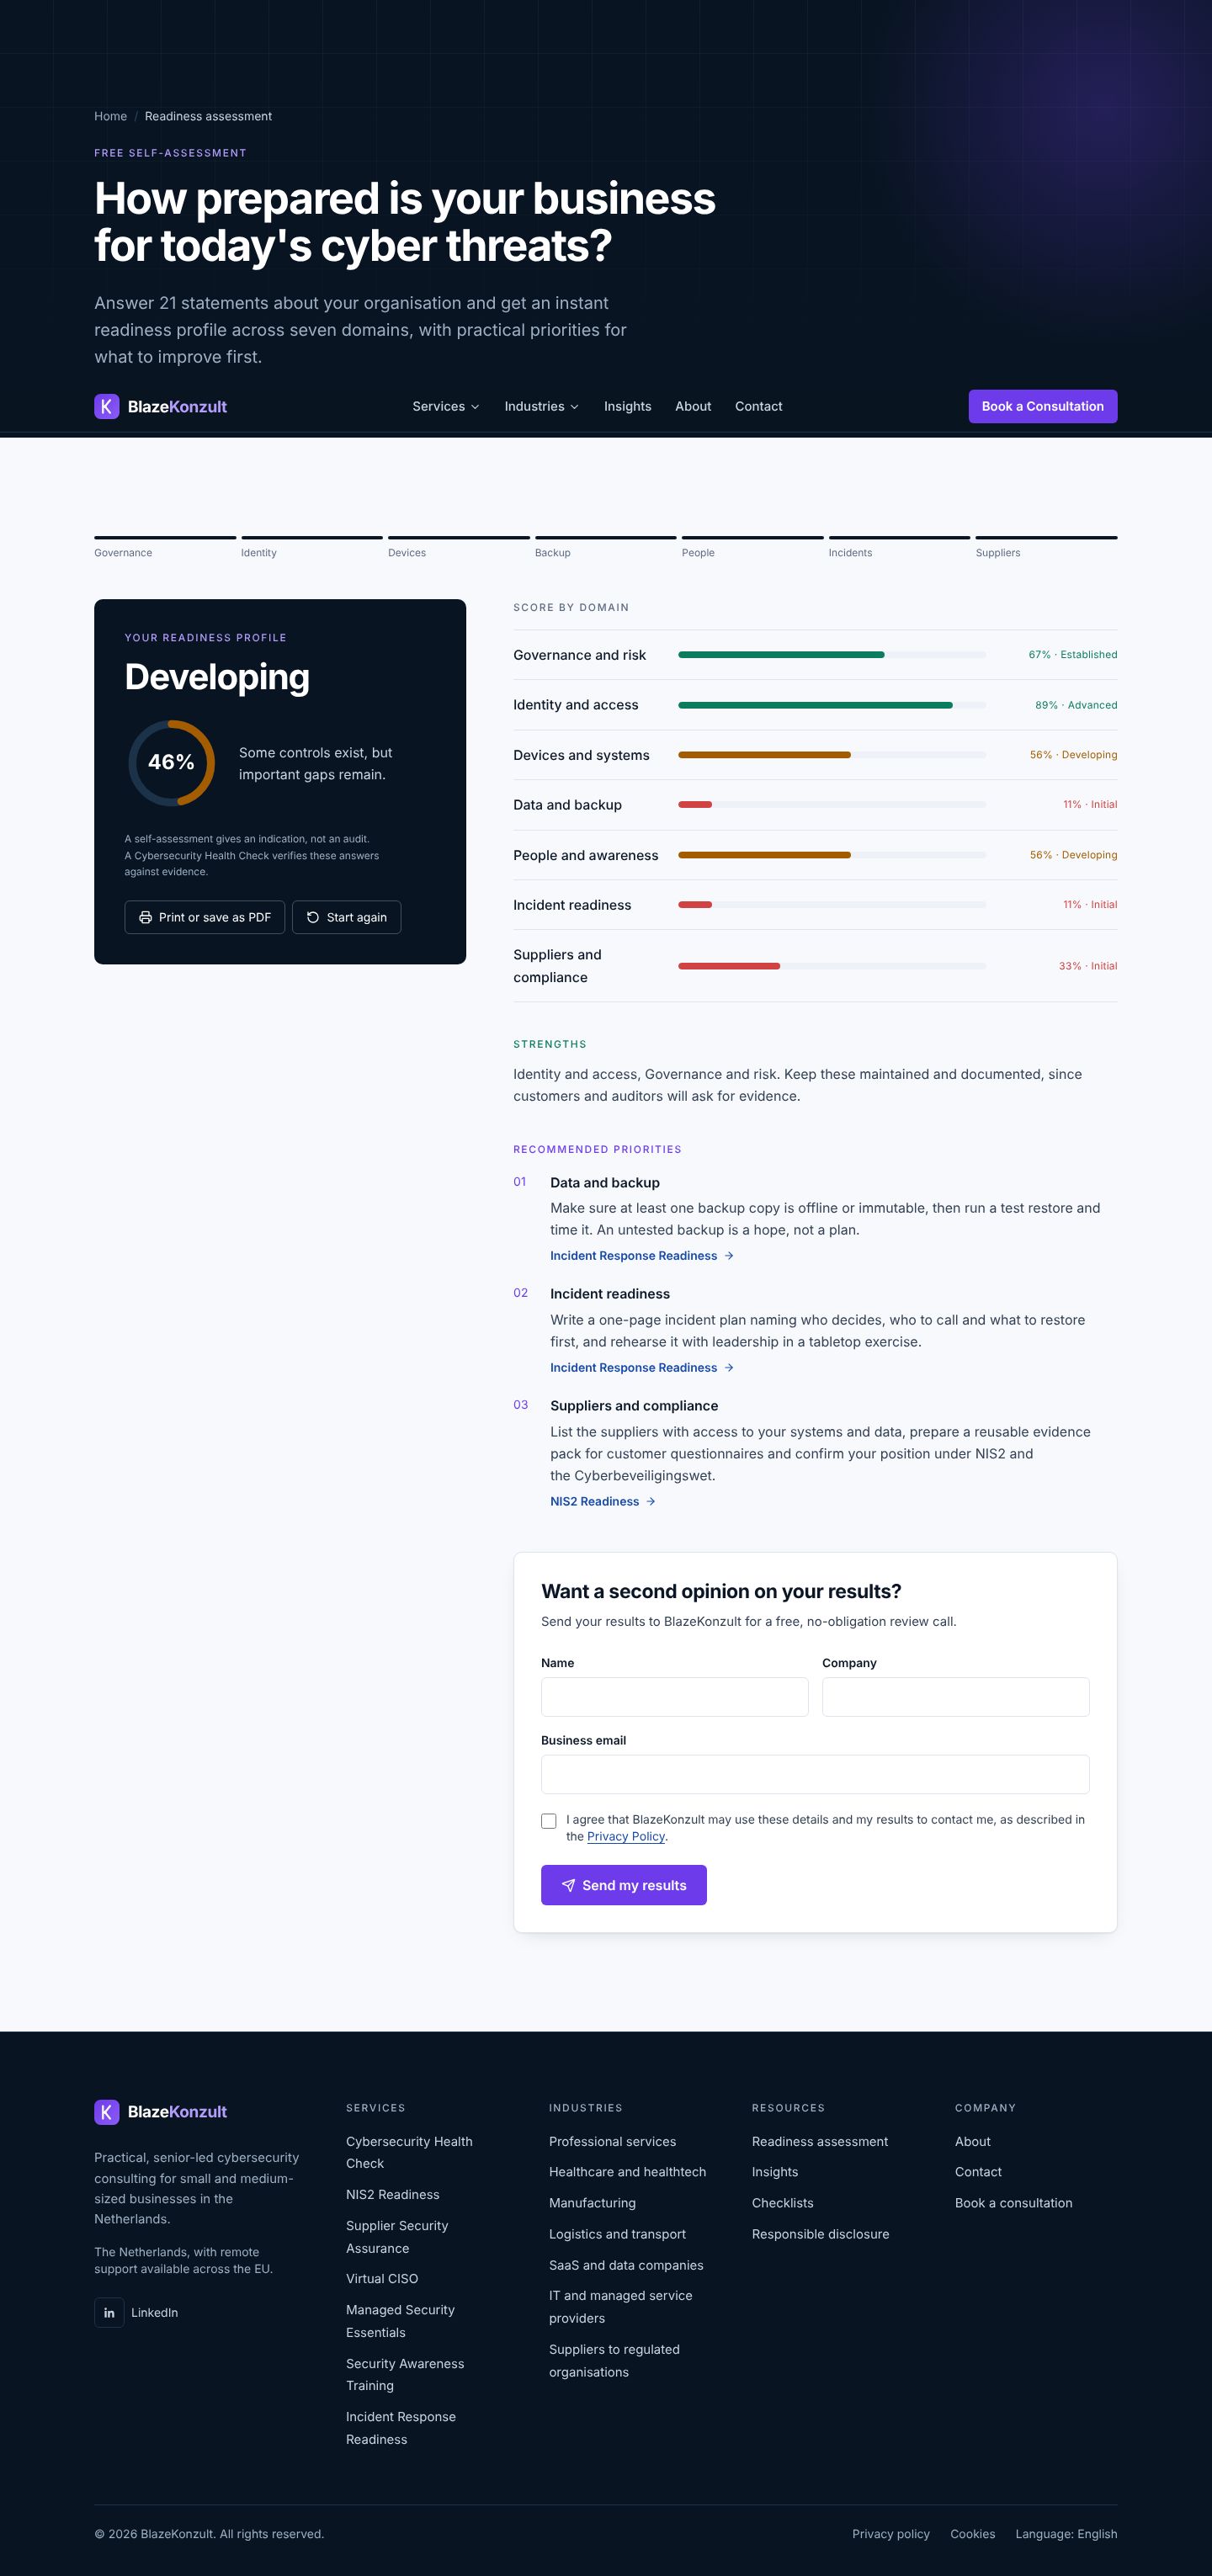 Home / Readiness assessment
FREE SELF-ASSESSMENT
How prepared is your business
for today's cyber threats?
Answer 21 statements about your organisation and get an instant
readiness profile across seven domains, with practical priorities for
what to improve first.
BlazeKonzult
Services
Industries
Insights
About
Contact
Book a Consultation
Governance
Identity
Devices
Backup
People
Incidents
Suppliers
YOUR READINESS PROFILE
Developing
46%
Some controls exist, but
important gaps remain.
A self-assessment gives an indication, not an audit.
A Cybersecurity Health Check verifies these answers
against evidence.
Print or save as PDF
Start again
SCORE BY DOMAIN
Governance and risk
67% · Established
Identity and access
89% · Advanced
Devices and systems
56% · Developing
Data and backup
11% · Initial
People and awareness
56% · Developing
Incident readiness
11% · Initial
Suppliers and
compliance
33% · Initial
STRENGTHS
Identity and access, Governance and risk. Keep these maintained and documented, since
customers and auditors will ask for evidence.
RECOMMENDED PRIORITIES
01 Data and backup
Make sure at least one backup copy is offline or immutable, then run a test restore and
time it. An untested backup is a hope, not a plan.
Incident Response Readiness →
02 Incident readiness
Write a one-page incident plan naming who decides, who to call and what to restore
first, and rehearse it with leadership in a tabletop exercise.
Incident Response Readiness →
03 Suppliers and compliance
List the suppliers with access to your systems and data, prepare a reusable evidence
pack for customer questionnaires and confirm your position under NIS2 and
the Cyberbeveiligingswet.
NIS2 Readiness →
Want a second opinion on your results?
Send your results to BlazeKonzult for a free, no-obligation review call.
Name
Company
Business email
I agree that BlazeKonzult may use these details and my results to contact me, as described in
the Privacy Policy.
Send my results
BlazeKonzult
Practical, senior-led cybersecurity
consulting for small and medium-
sized businesses in the
Netherlands.
The Netherlands, with remote
support available across the EU.
in LinkedIn
SERVICES
Cybersecurity Health
Check
NIS2 Readiness
Supplier Security
Assurance
Virtual CISO
Managed Security
Essentials
Security Awareness
Training
Incident Response
Readiness
INDUSTRIES
Professional services
Healthcare and healthtech
Manufacturing
Logistics and transport
SaaS and data companies
IT and managed service
providers
Suppliers to regulated
organisations
RESOURCES
Readiness assessment
Insights
Checklists
Responsible disclosure
COMPANY
About
Contact
Book a consultation
© 2026 BlazeKonzult. All rights reserved.
Privacy policy
Cookies
Language: English